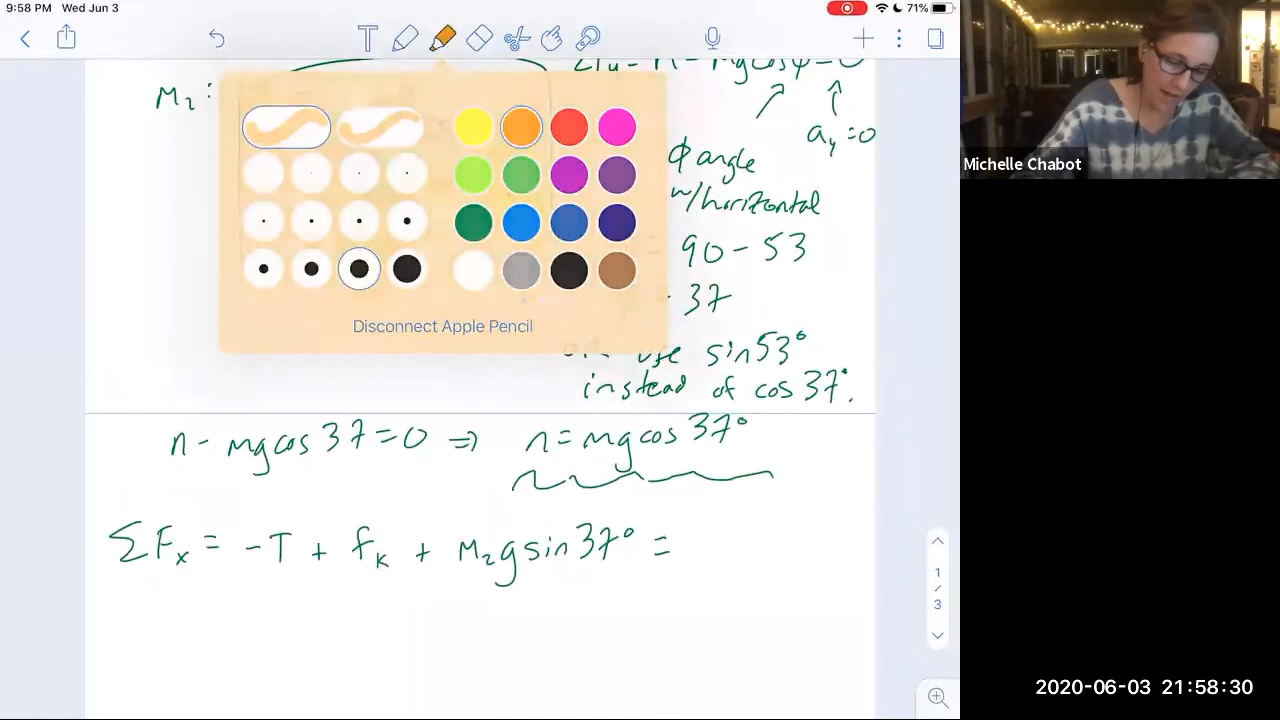 9:58 PM Wed Jun 3
71%
M₂:
a_y = 0
ϕ angle
w/horizontal
90 - 53
37
use sin53°
instead of cos 37°.
Disconnect Apple Pencil
n - mg cos 37 = 0 ⇒ n = mg cos 37°
ΣFₓ = -T + fₖ + M₂g sin 37° =
1
/
3
Michelle Chabot
2020-06-03 21:58:30